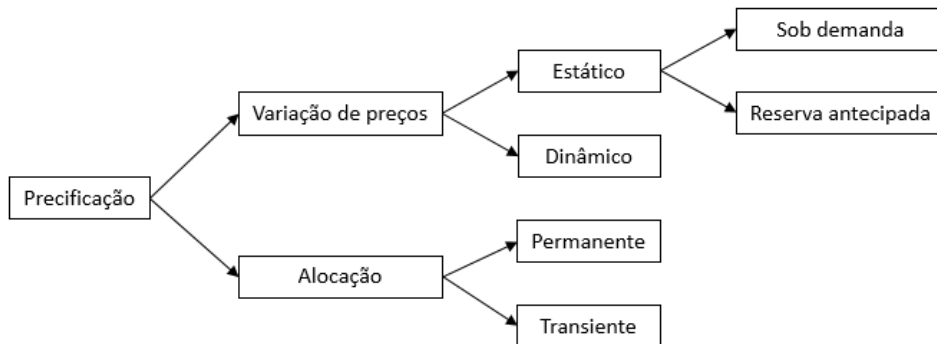 Sob demanda
Estático
Variação de preços
Reserva antecipada
Dinâmico
Precificação
Permanente
Alocação
Transiente